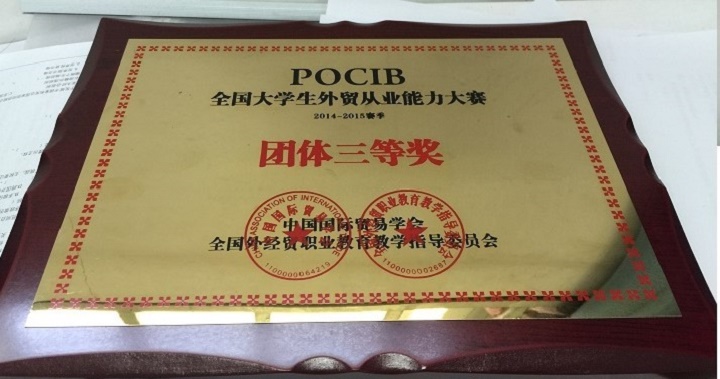 POCIB
全国大学生外贸从业能力大赛
2014-2015赛季
团体三等奖
中国国际贸易学会
全国外经贸职业教育教学指导委员会